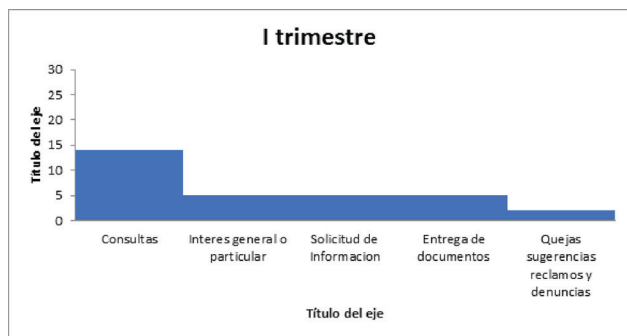 I trimestre
Título del eje
30
25
20
15
10
5
0
Consultas
Interes general o
particular
Solicitud de
Informacion
Entrega de
documentos
Quejas
sugerencias
reclamos y
denuncias
Título del eje